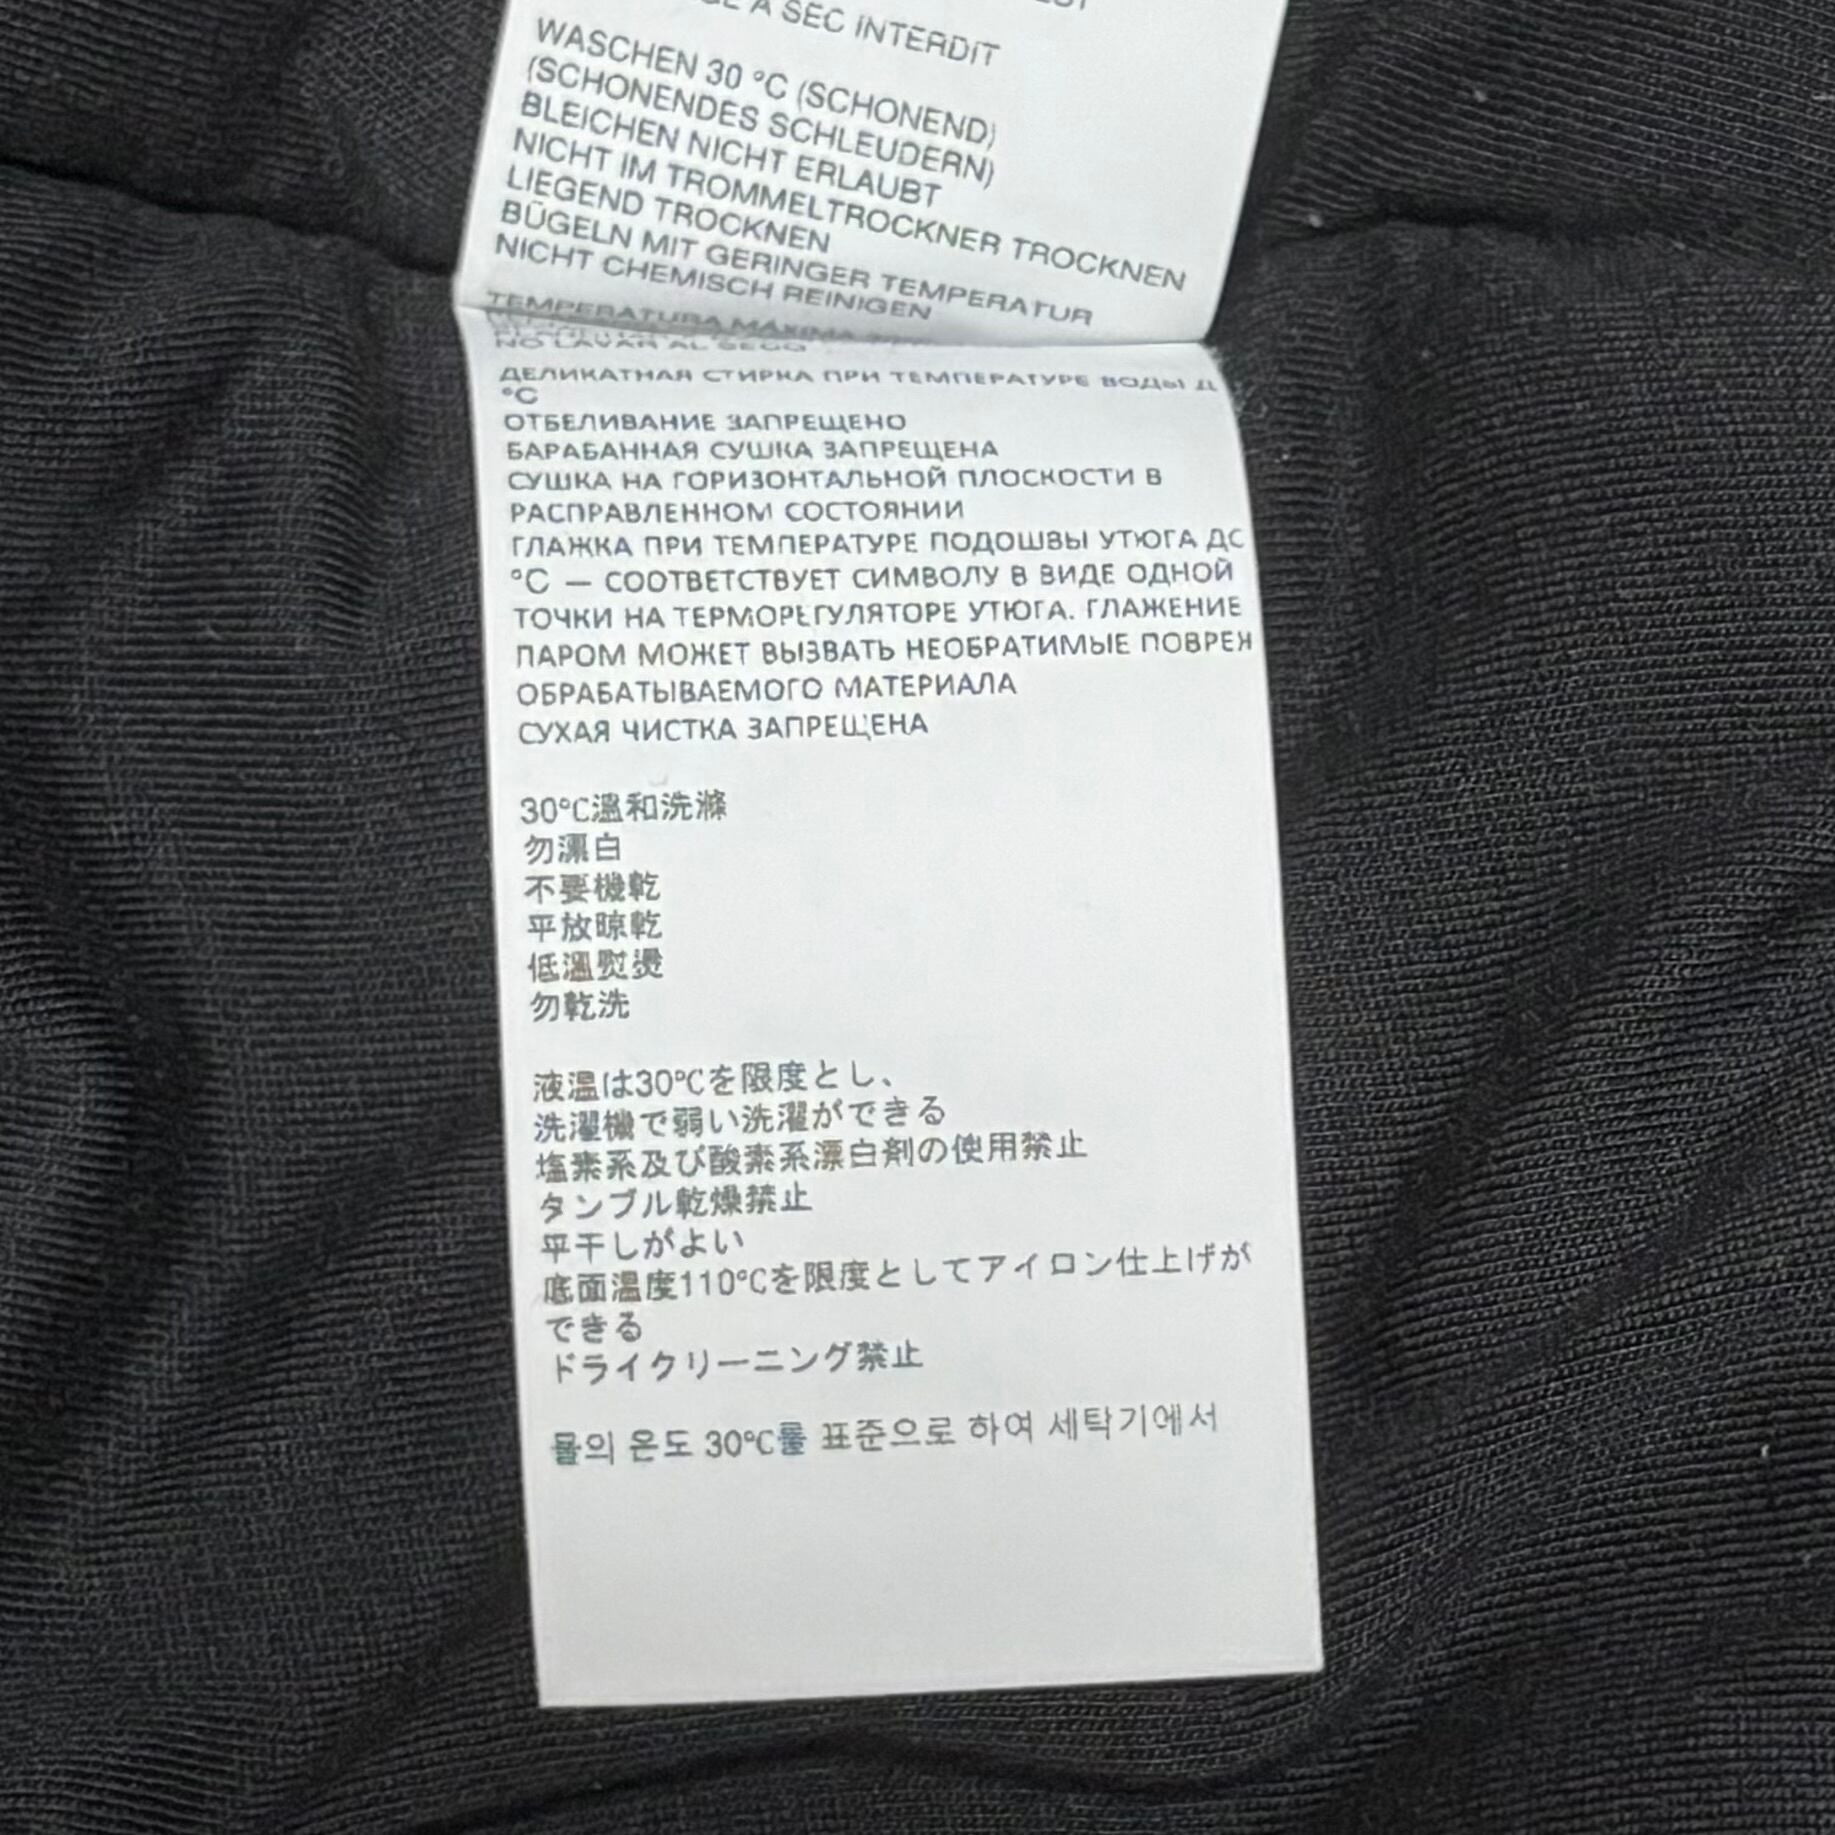 A SEC INTERDIT
WASCHEN 30 °C (SCHONEND)
(SCHONENDES SCHLEUDERN)
BLEICHEN NICHT ERLAUBT
NICHT IM TROMMELTROCKNER TROCKNEN
LIEGEND TROCKNEN
BÜGELN MIT GERINGER TEMPERATUR
NICHT CHEMISCH REINIGEN
TEMPERATURA MÁXIMA
NO LAVAR AL SECO
ДЕЛИКАТНАЯ СТИРКА ПРИ ТЕМПЕРАТУРЕ ВОДЫ Д
°C
ОТБЕЛИВАНИЕ ЗАПРЕЩЕНО
БАРАБАННАЯ СУШКА ЗАПРЕЩЕНА
СУШКА НА ГОРИЗОНТАЛЬНОЙ ПЛОСКОСТИ В
РАСПРАВЛЕННОМ СОСТОЯНИИ
ГЛАЖКА ПРИ ТЕМПЕРАТУРЕ ПОДОШВЫ УТЮГА ДО
°C — СООТВЕТСТВУЕТ СИМВОЛУ В ВИДЕ ОДНОЙ
ТОЧКИ НА ТЕРМОРЕГУЛЯТОРЕ УТЮГА. ГЛАЖЕНИЕ
ПАРОМ МОЖЕТ ВЫЗВАТЬ НЕОБРАТИМЫЕ ПОВРЕЖ
ОБРАБАТЫВАЕМОГО МАТЕРИАЛА
СУХАЯ ЧИСТКА ЗАПРЕЩЕНА
30°C溫和洗滌
勿漂白
不要機乾
平放晾乾
低溫熨燙
勿乾洗
液温は30℃を限度とし、
洗濯機で弱い洗濯ができる
塩素系及び酸素系漂白剤の使用禁止
タンブル乾燥禁止
平干しがよい
底面温度110℃を限度としてアイロン仕上げが
できる
ドライクリーニング禁止
물의 온도 30℃를 표준으로 하여 세탁기에서